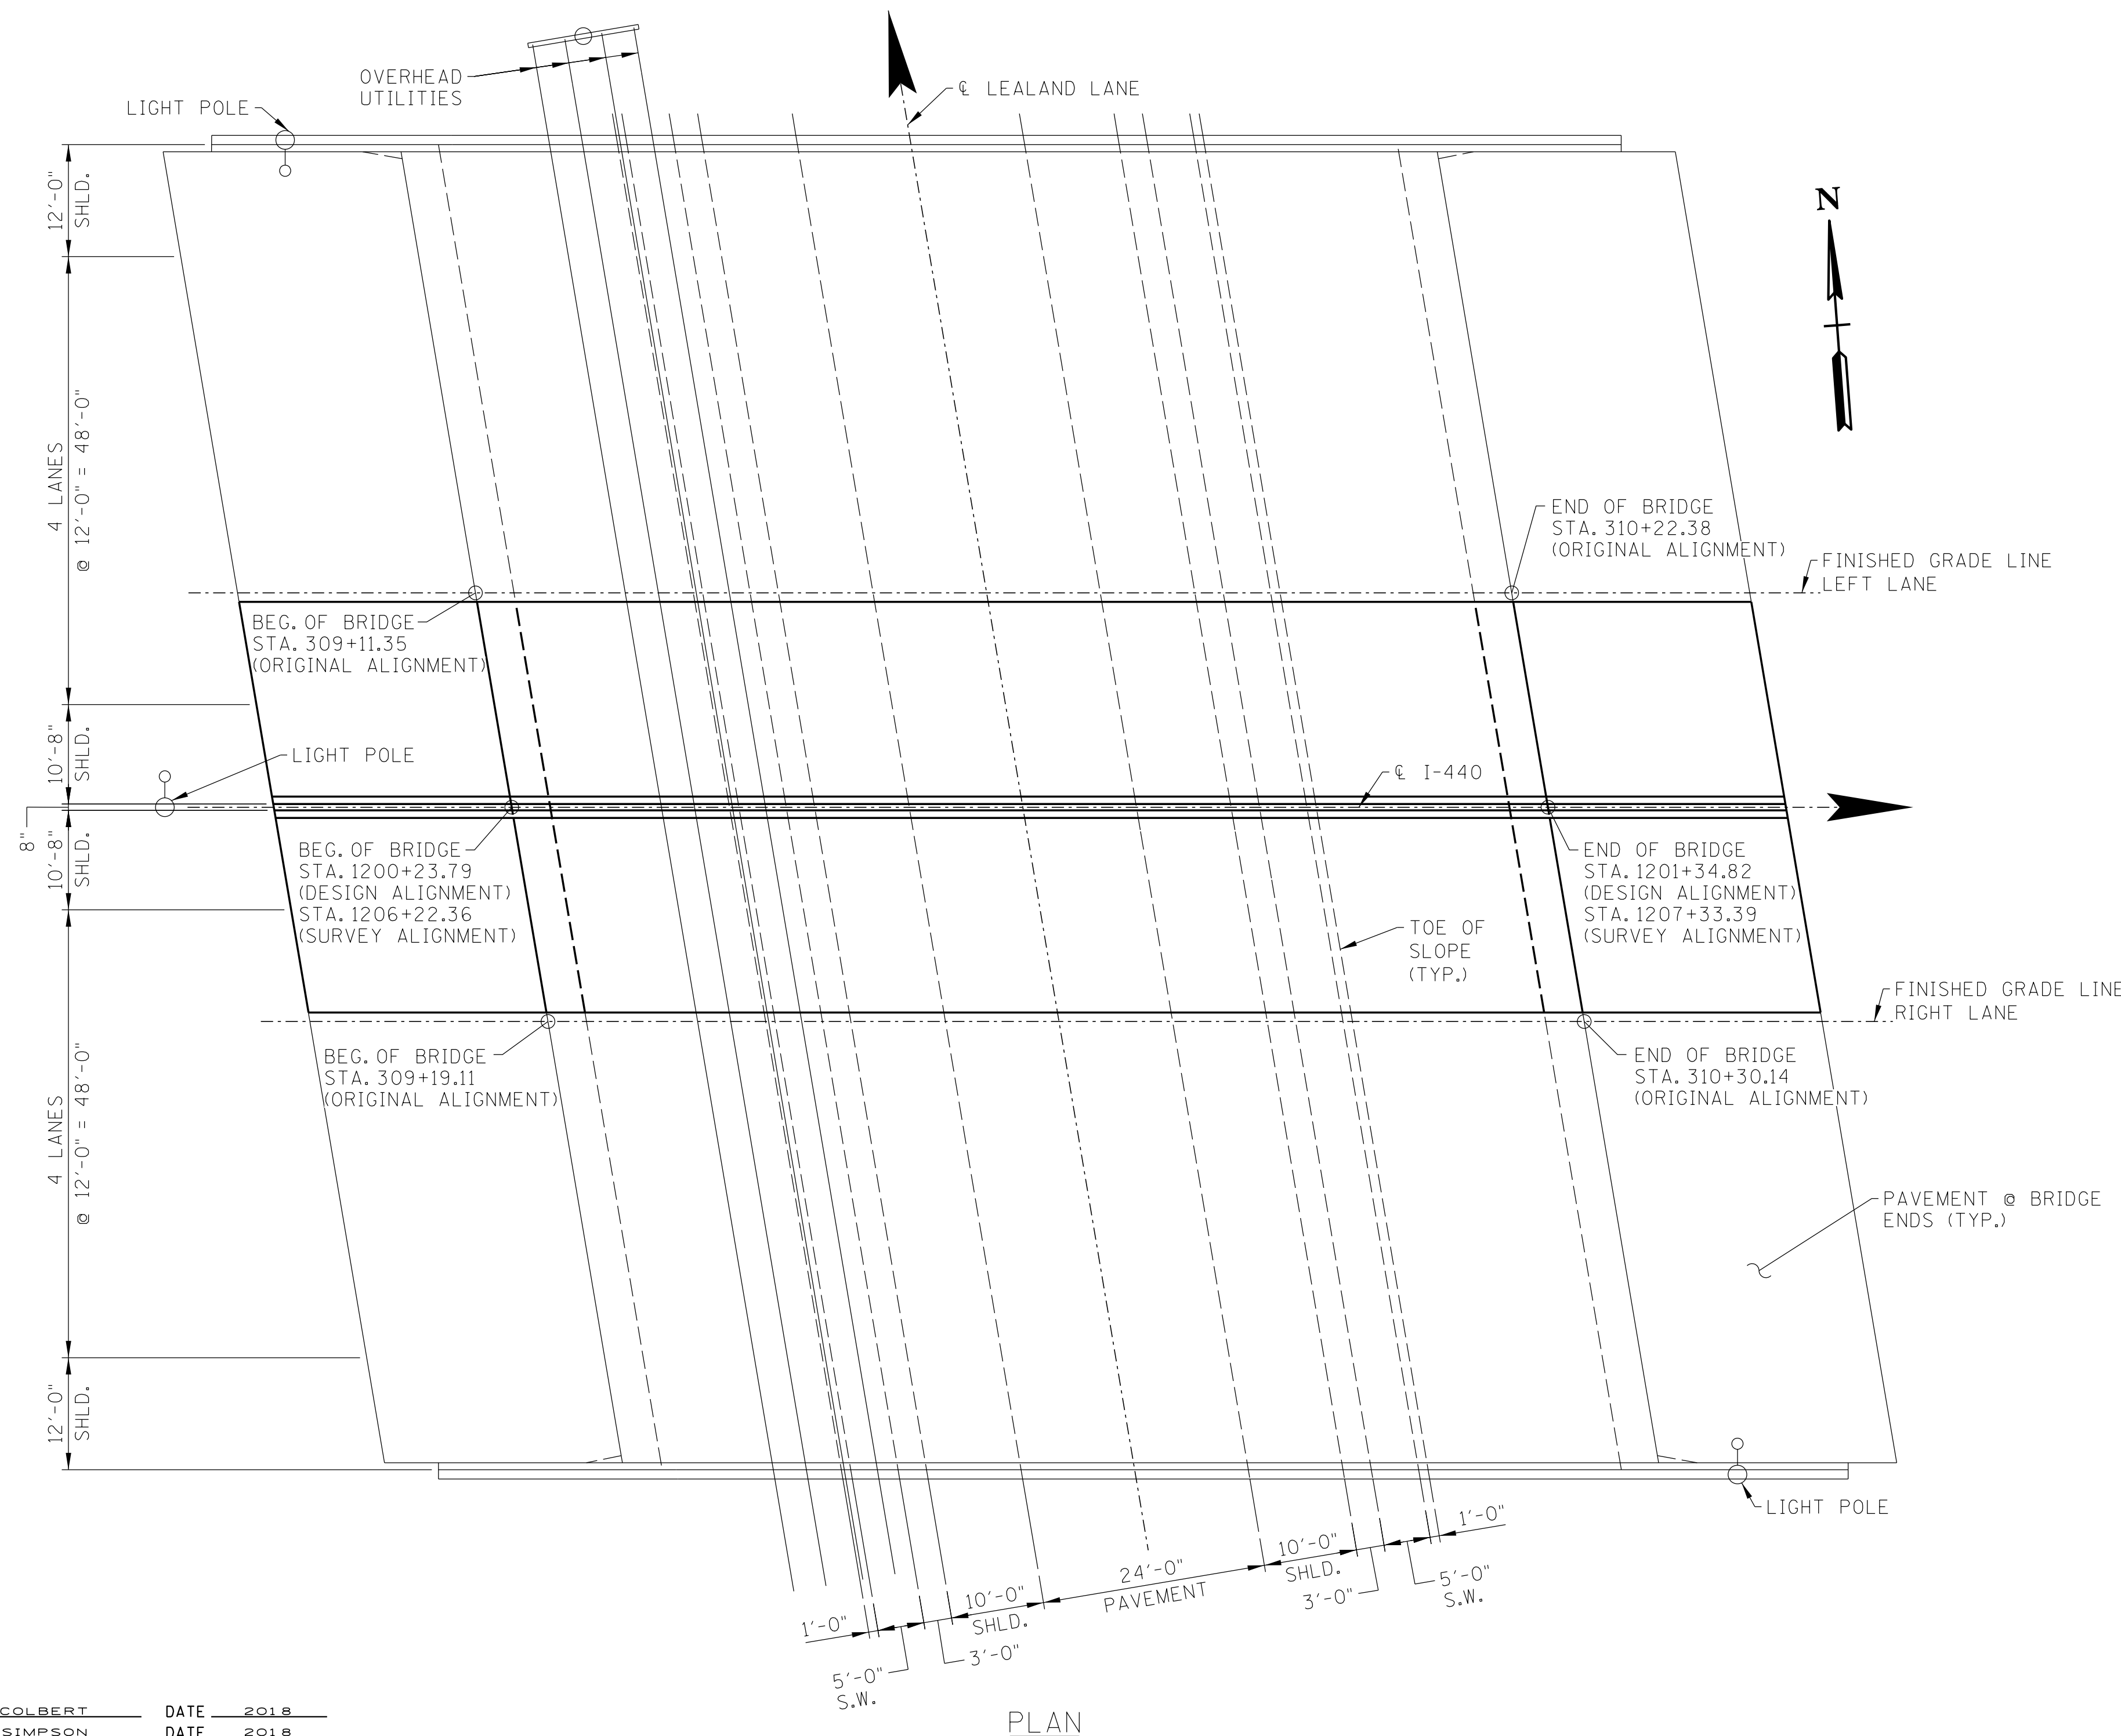 OVERHEAD
UTILITIES
LIGHT POLE
℄ LEALAND LANE
N
12'-0"
SHLD.
4 LANES
@ 12'-0" = 48'-0"
10'-8"
SHLD.
8"
10'-8"
SHLD.
4 LANES
@ 12'-0" = 48'-0"
12'-0"
SHLD.
END OF BRIDGE
STA. 310+22.38
(ORIGINAL ALIGNMENT)
FINISHED GRADE LINE
LEFT LANE
BEG. OF BRIDGE
STA. 309+11.35
(ORIGINAL ALIGNMENT)
LIGHT POLE
℄ I-440
BEG. OF BRIDGE
STA. 1200+23.79
(DESIGN ALIGNMENT)
STA. 1206+22.36
(SURVEY ALIGNMENT)
END OF BRIDGE
STA. 1201+34.82
(DESIGN ALIGNMENT)
STA. 1207+33.39
(SURVEY ALIGNMENT)
TOE OF
SLOPE
(TYP.)
FINISHED GRADE LINE
RIGHT LANE
BEG. OF BRIDGE
STA. 309+19.11
(ORIGINAL ALIGNMENT)
END OF BRIDGE
STA. 310+30.14
(ORIGINAL ALIGNMENT)
PAVEMENT @ BRIDGE
ENDS (TYP.)
LIGHT POLE
1'-0"
5'-0"
S.W.
3'-0"
10'-0"
SHLD.
24'-0"
PAVEMENT
10'-0"
SHLD.
3'-0"
5'-0"
S.W.
1'-0"
PLAN
COLBERT DATE 2018
SIMPSON DATE 2018